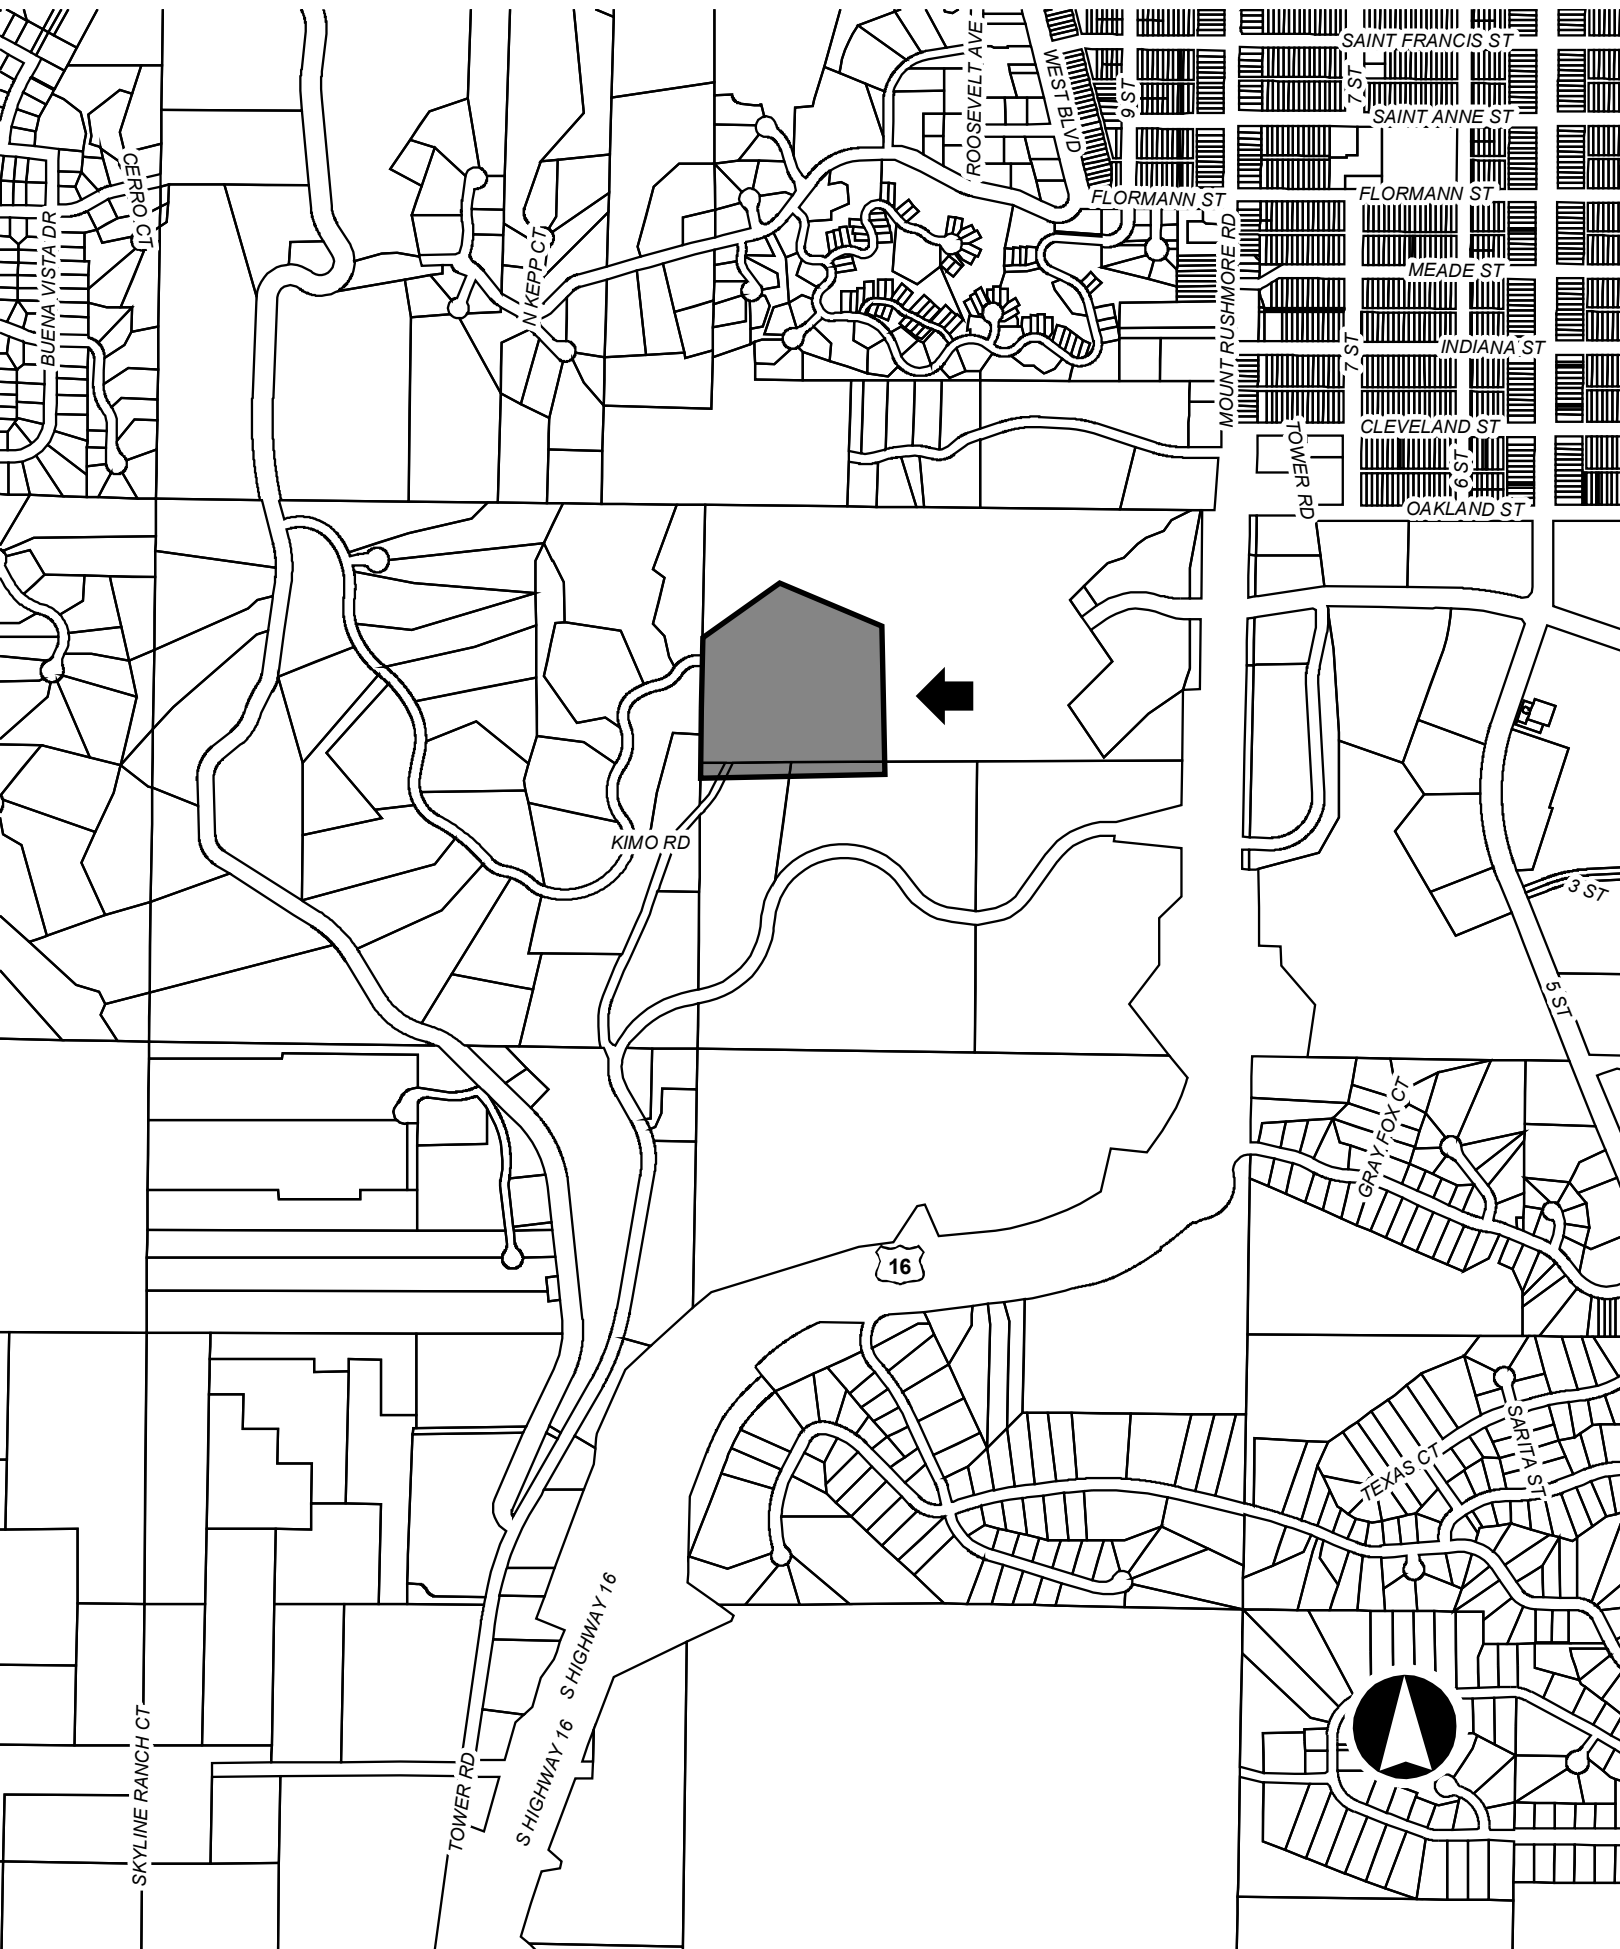 SAINT FRANCIS ST
ROOSEVELT AVE
WEST BLVD
9 ST
7 ST
SAINT ANNE ST
CERRO CT
FLORMANN ST
FLORMANN ST
BUENA VISTA DR
N KEPP CT
MOUNT RUSHMORE RD
MEADE ST
INDIANA ST
7 ST
CLEVELAND ST
TOWER RD
6 ST
OAKLAND ST
KIMO RD
3 ST
5 ST
GRAY FOX CT
16
SARITA ST
TEXAS CT
S HIGHWAY 16
S HIGHWAY 16
SKYLINE RANCH CT
TOWER RD